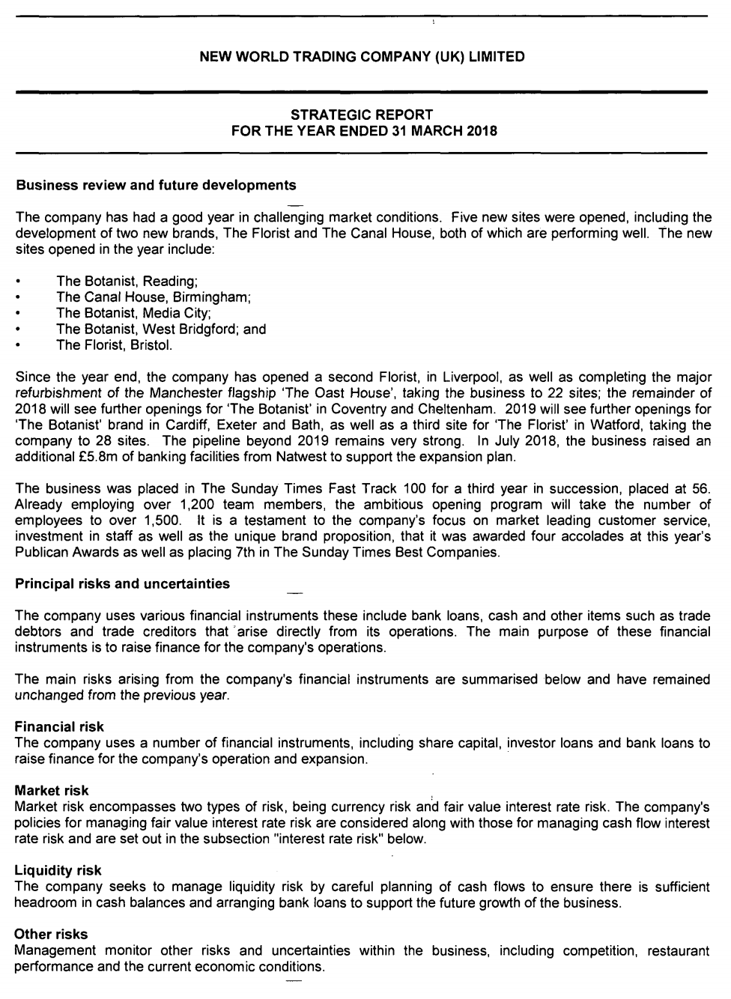 NEW WORLD TRADING COMPANY (UK) LIMITED
STRATEGIC REPORT
FOR THE YEAR ENDED 31 MARCH 2018
Business review and future developments
The company has had a good year in challenging market conditions. Five new sites were opened, including the
development of two new brands, The Florist and The Canal House, both of which are performing well. The new
sites opened in the year include:
• The Botanist, Reading;
• The Canal House, Birmingham;
• The Botanist, Media City;
• The Botanist, West Bridgford; and
• The Florist, Bristol.
Since the year end, the company has opened a second Florist, in Liverpool, as well as completing the major
refurbishment of the Manchester flagship 'The Oast House', taking the business to 22 sites; the remainder of
2018 will see further openings for 'The Botanist' in Coventry and Cheltenham. 2019 will see further openings for
'The Botanist' brand in Cardiff, Exeter and Bath, as well as a third site for 'The Florist' in Watford, taking the
company to 28 sites. The pipeline beyond 2019 remains very strong. In July 2018, the business raised an
additional £5.8m of banking facilities from Natwest to support the expansion plan.
The business was placed in The Sunday Times Fast Track 100 for a third year in succession, placed at 56.
Already employing over 1,200 team members, the ambitious opening program will take the number of
employees to over 1,500. It is a testament to the company's focus on market leading customer service,
investment in staff as well as the unique brand proposition, that it was awarded four accolades at this year's
Publican Awards as well as placing 7th in The Sunday Times Best Companies.
Principal risks and uncertainties
The company uses various financial instruments these include bank loans, cash and other items such as trade
debtors and trade creditors that arise directly from its operations. The main purpose of these financial
instruments is to raise finance for the company's operations.
The main risks arising from the company's financial instruments are summarised below and have remained
unchanged from the previous year.
Financial risk
The company uses a number of financial instruments, including share capital, investor loans and bank loans to
raise finance for the company's operation and expansion.
Market risk
Market risk encompasses two types of risk, being currency risk and fair value interest rate risk. The company's
policies for managing fair value interest rate risk are considered along with those for managing cash flow interest
rate risk and are set out in the subsection "interest rate risk" below.
Liquidity risk
The company seeks to manage liquidity risk by careful planning of cash flows to ensure there is sufficient
headroom in cash balances and arranging bank loans to support the future growth of the business.
Other risks
Management monitor other risks and uncertainties within the business, including competition, restaurant
performance and the current economic conditions.